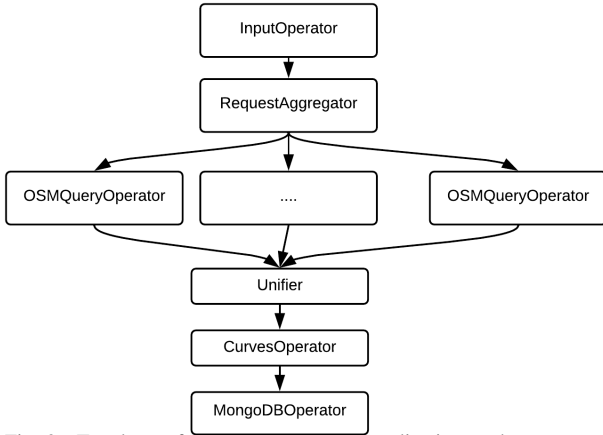 InputOperator
RequestAggregator
OSMQueryOperator
....
OSMQueryOperator
Unifier
CurvesOperator
MongoDBOperator